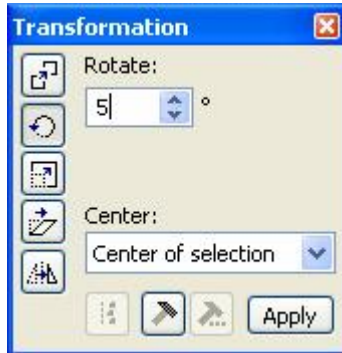 Transformation
Rotate:
5 °
Center:
Center of selection
Apply